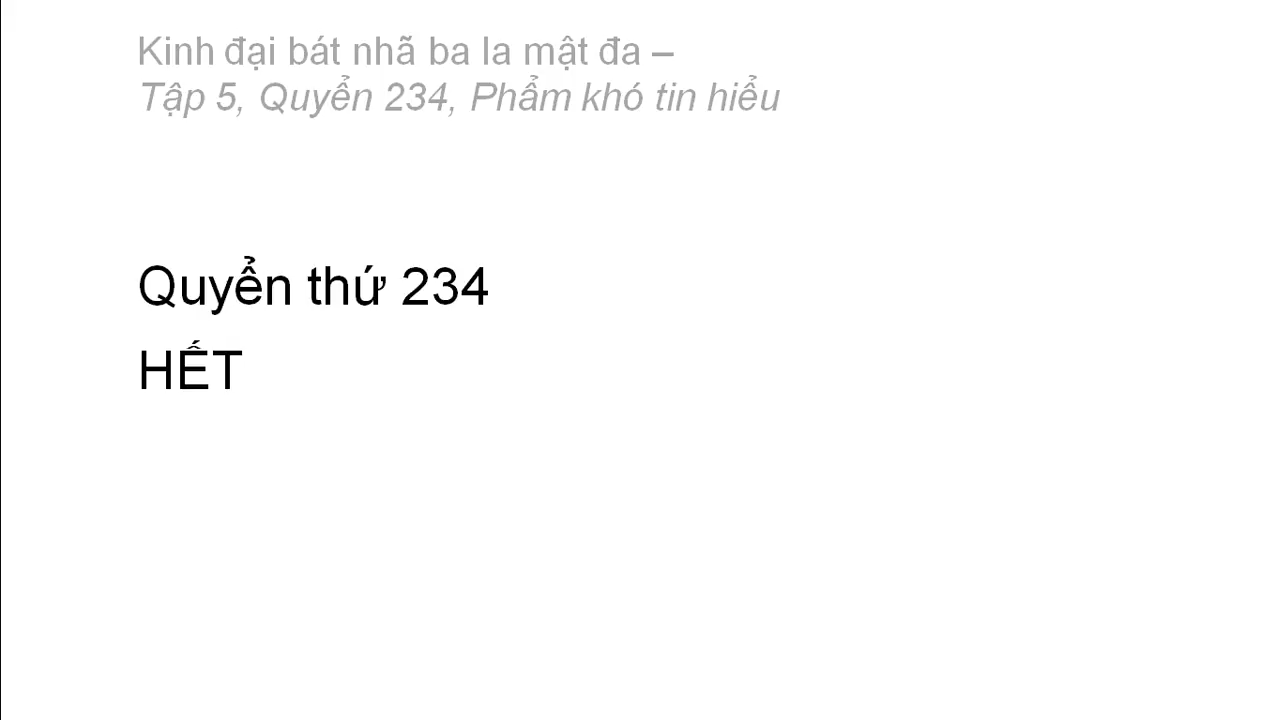 Kinh đại bát nhã ba la mật đa –
Tập 5, Quyển 234, Phẩm khó tin hiểu
Quyển thứ 234
HẾT